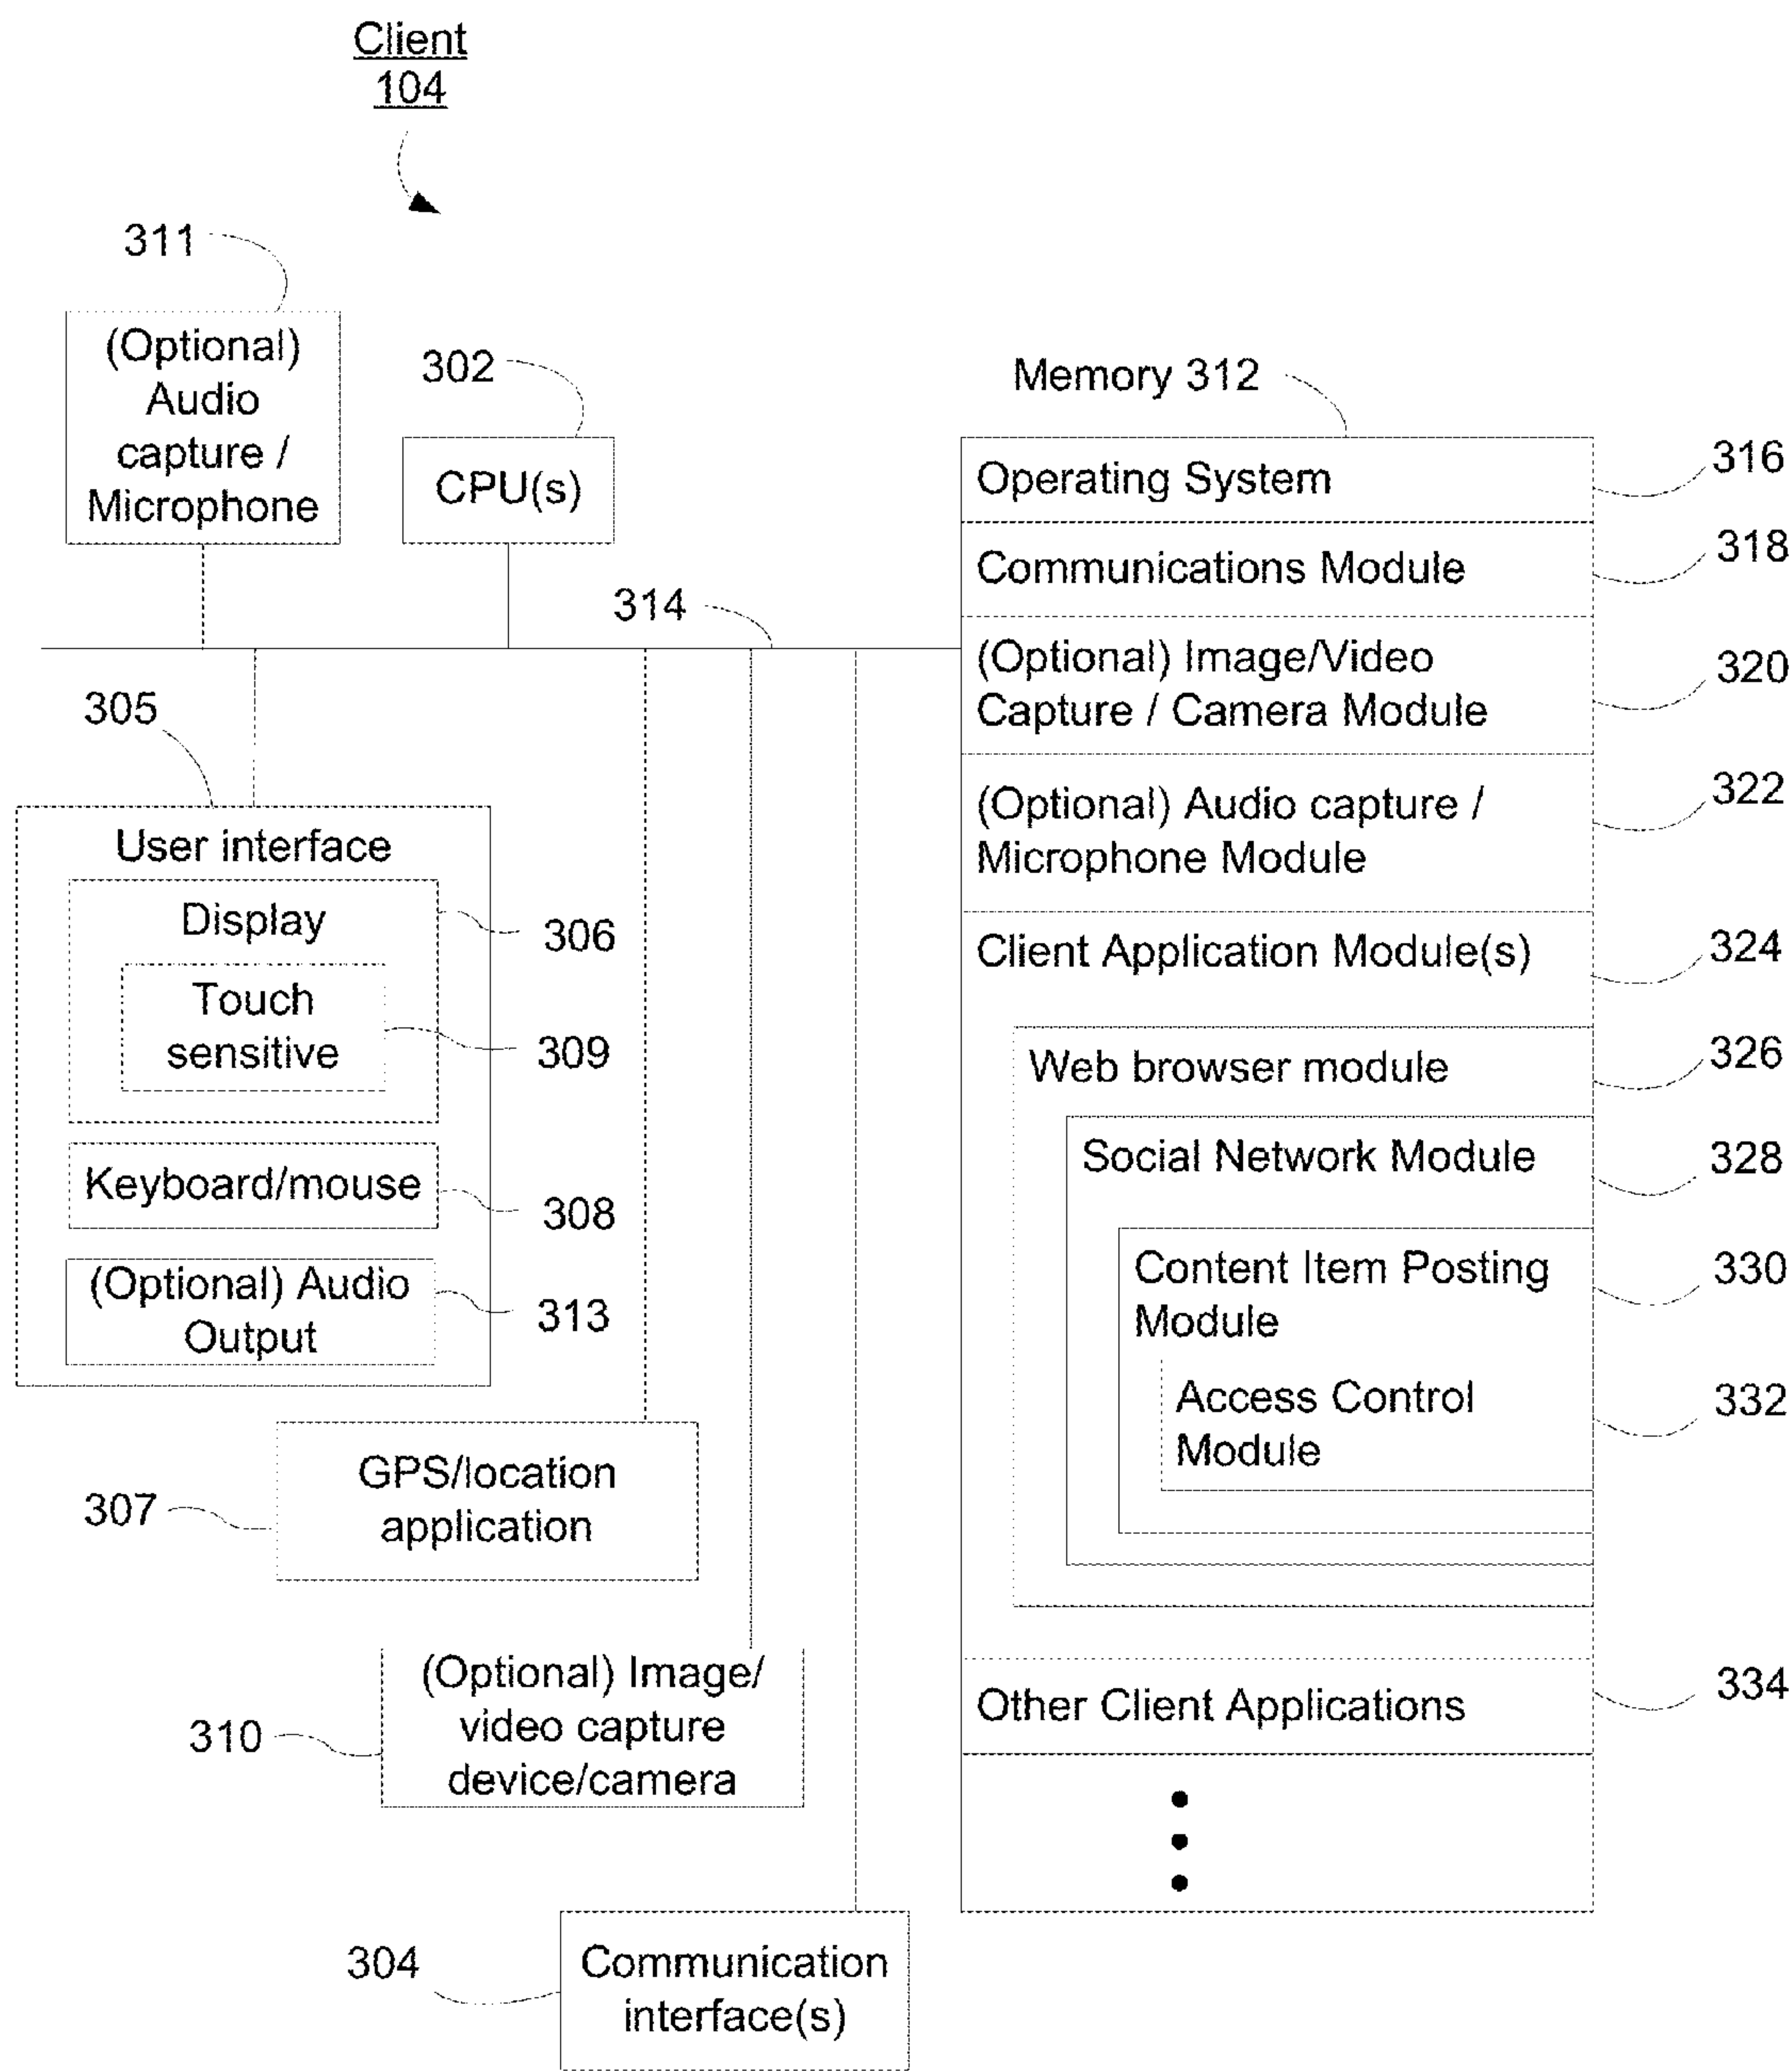 Client
104
311
(Optional)
Audio
capture /
Microphone
302
CPU(s)
314
305
User interface
Display
306
Touch
sensitive
309
Keyboard/mouse
308
(Optional) Audio
Output
313
GPS/location
application
307
(Optional) Image/
video capture
device/camera
310
Communication
interface(s)
304
Memory 312
Operating System
316
Communications Module
318
(Optional) Image/Video
Capture / Camera Module
320
(Optional) Audio capture /
Microphone Module
322
Client Application Module(s)
324
Web browser module
326
Social Network Module
328
Content Item Posting
Module
330
Access Control
Module
332
Other Client Applications
334